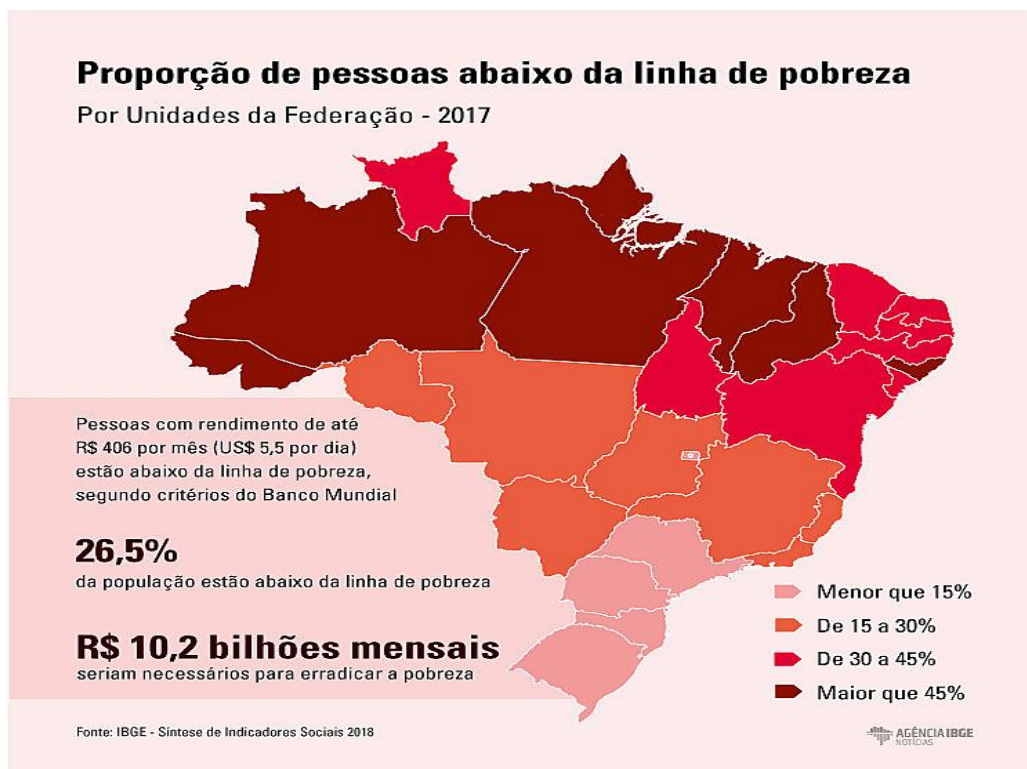 Proporção de pessoas abaixo da linha de pobreza
Por Unidades da Federação - 2017
Pessoas com rendimento de até
R$ 406 por mês (US$ 5,5 por dia)
estão abaixo da linha de pobreza,
segundo critérios do Banco Mundial
26,5%
da população estão abaixo da linha de pobreza
R$ 10,2 bilhões mensais
seriam necessários para erradicar a pobreza
Menor que 15%
De 15 a 30%
De 30 a 45%
Maior que 45%
Fonte: IBGE - Síntese de Indicadores Sociais 2018
AGÊNCIA IBGE
NOTÍCIAS